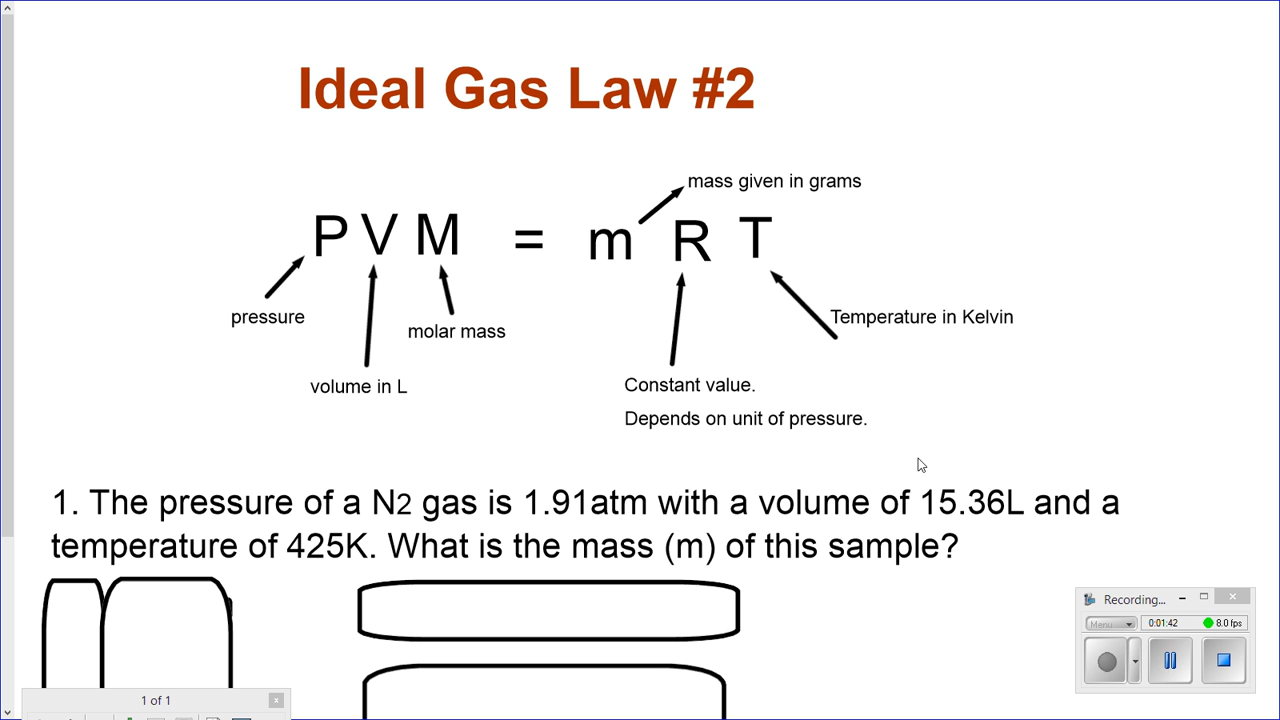 Ideal Gas Law #2
mass given in grams
P V M = m R T
pressure
molar mass
Temperature in Kelvin
volume in L
Constant value.
Depends on unit of pressure.
1. The pressure of a N2 gas is 1.91atm with a volume of 15.36L and a
temperature of 425K. What is the mass (m) of this sample?
Recording...
Menu
0:01:42
8.0 fps
1 of 1